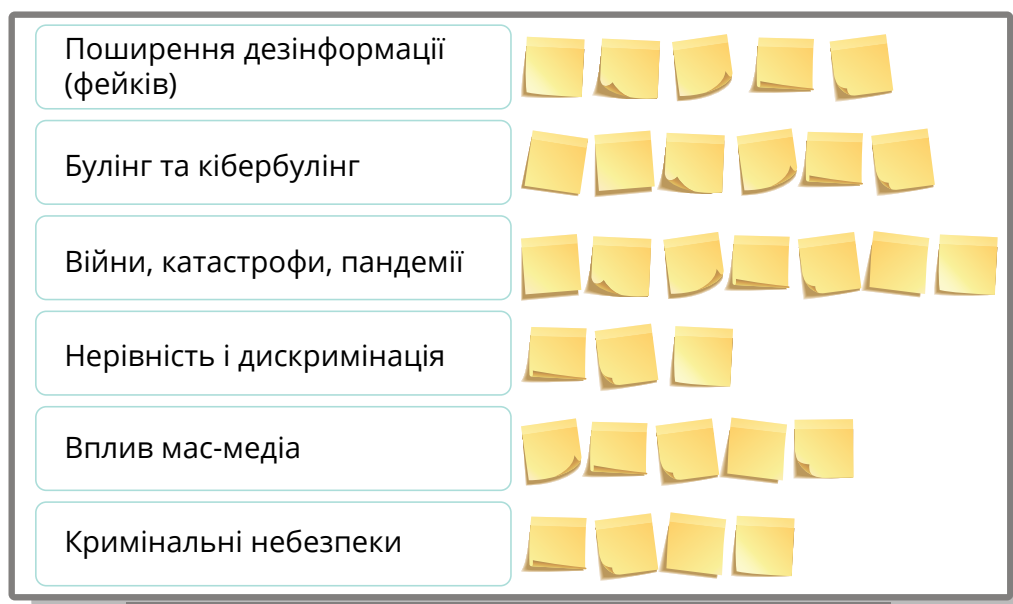 Поширення дезінформації
(фейків)
Булінг та кібербулінг
Війни, катастрофи, пандемії
Нерівність і дискримінація
Вплив мас-медіа
Кримінальні небезпеки